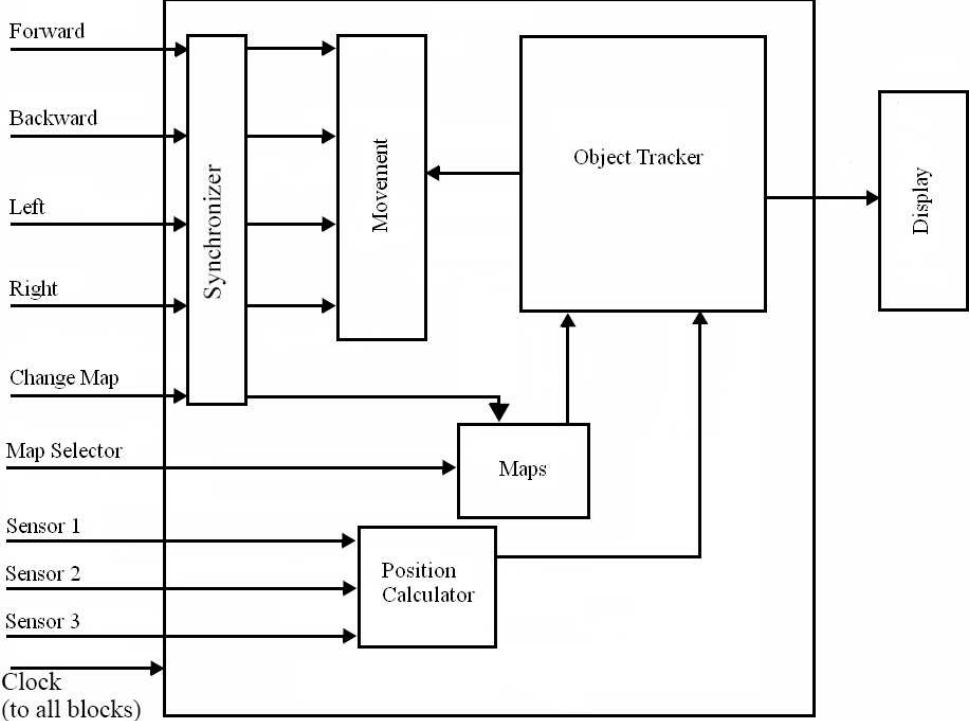 Forward
Backward
Left
Right
Change Map
Map Selector
Sensor 1
Sensor 2
Sensor 3
Clock
(to all blocks)
Synchronizer
Movement
Object Tracker
Maps
Position
Calculator
Display